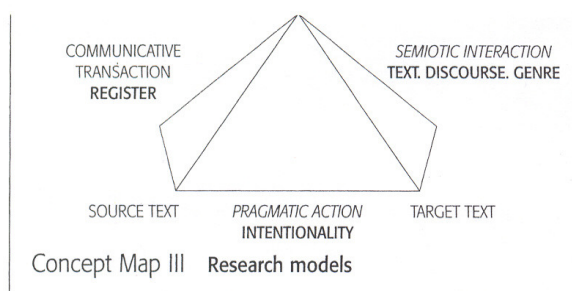 COMMUNICATIVE
TRANSACTION
REGISTER
SEMIOTIC INTERACTION
TEXT. DISCOURSE. GENRE
SOURCE TEXT
PRAGMATIC ACTION
INTENTIONALITY
TARGET TEXT
Concept Map III Research models